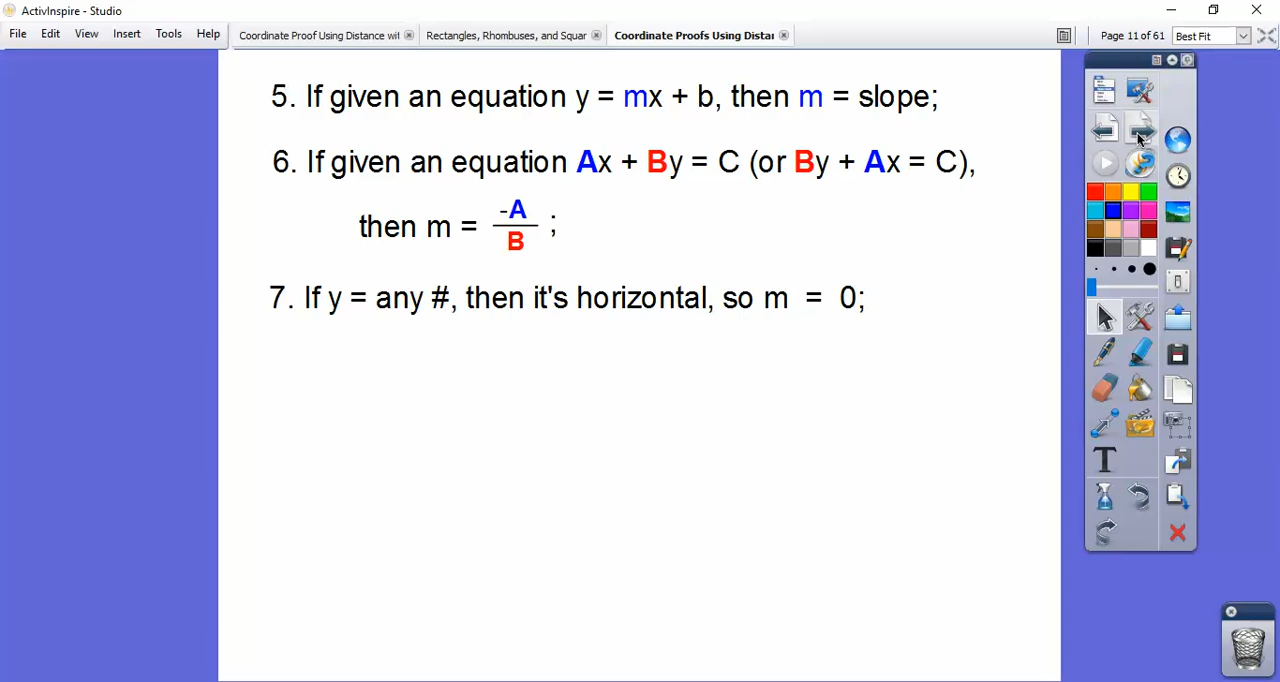 ActivInspire - Studio
File Edit View Insert Tools Help
Coordinate Proof Using Distance wit
Rectangles, Rhombuses, and Squar
Coordinate Proofs Using Distar
Page 11 of 61
Best Fit
5. If given an equation y = mx + b, then m = slope;
6. If given an equation Ax + By = C (or By + Ax = C),
then m = -A/B ;
7. If y = any #, then it's horizontal, so m = 0;
T